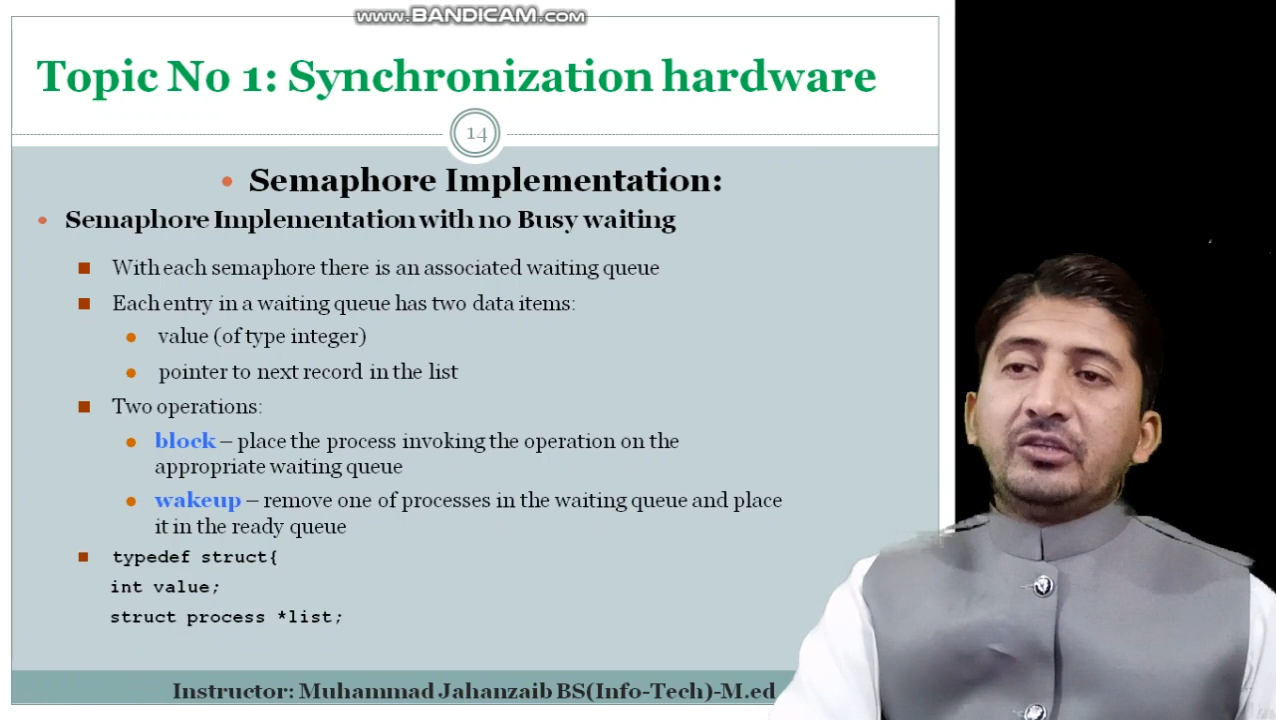 www.BANDICAM.com
Topic No 1: Synchronization hardware
14
• Semaphore Implementation:
• Semaphore Implementation with no Busy waiting
■ With each semaphore there is an associated waiting queue
■ Each entry in a waiting queue has two data items:
● value (of type integer)
● pointer to next record in the list
■ Two operations:
● block – place the process invoking the operation on the
appropriate waiting queue
● wakeup – remove one of processes in the waiting queue and place
it in the ready queue
■ typedef struct{
int value;
struct process *list;
Instructor: Muhammad Jahanzaib BS(Info-Tech)-M.ed